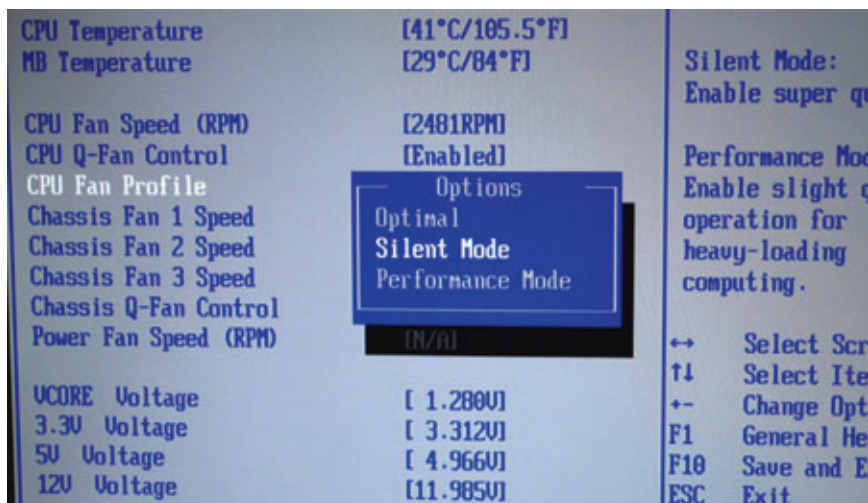 CPU Temperature [41°C/105.5°F]
MB Temperature [29°C/84°F]
CPU Fan Speed (RPM) [2481RPM]
CPU Q-Fan Control [Enabled]
CPU Fan Profile
Chassis Fan 1 Speed
Chassis Fan 2 Speed
Chassis Fan 3 Speed
Chassis Q-Fan Control
Power Fan Speed (RPM) [N/A]
VCORE Voltage [ 1.280V]
3.3V Voltage [ 3.312V]
5V Voltage [ 4.966V]
12V Voltage [11.985V]
Options
Optimal
Silent Mode
Performance Mode
Silent Mode:
Enable super
Performance
Enable slight
operation for
heavy-loading
computing.
↔ Select
↑↓ Select
+- Change
F1 General
F10 Save and
ESC Exit